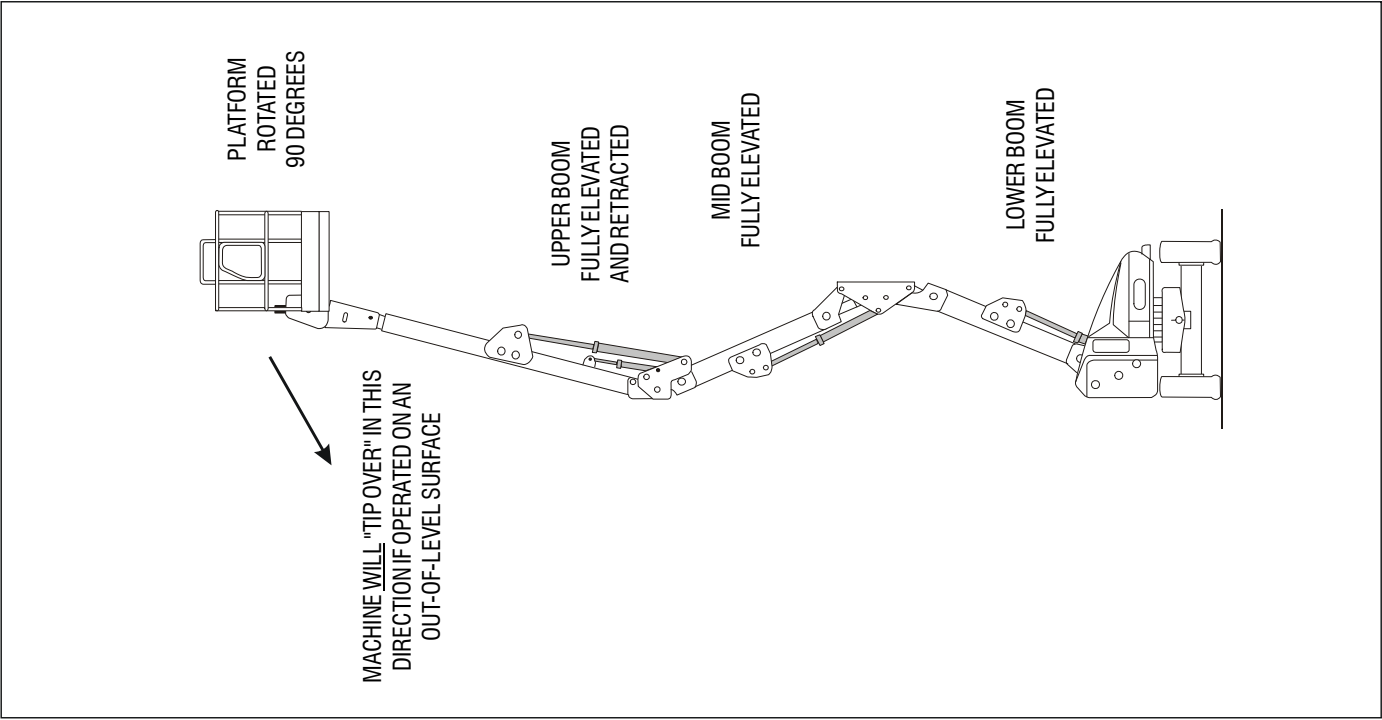 PLATFORM
ROTATED
90 DEGREES
UPPER BOOM
FULLY ELEVATED
AND RETRACTED
MID BOOM
FULLY ELEVATED
LOWER BOOM
FULLY ELEVATED
MACHINE WILL "TIP OVER" IN THIS
DIRECTION IF OPERATED ON AN
OUT-OF-LEVEL SURFACE